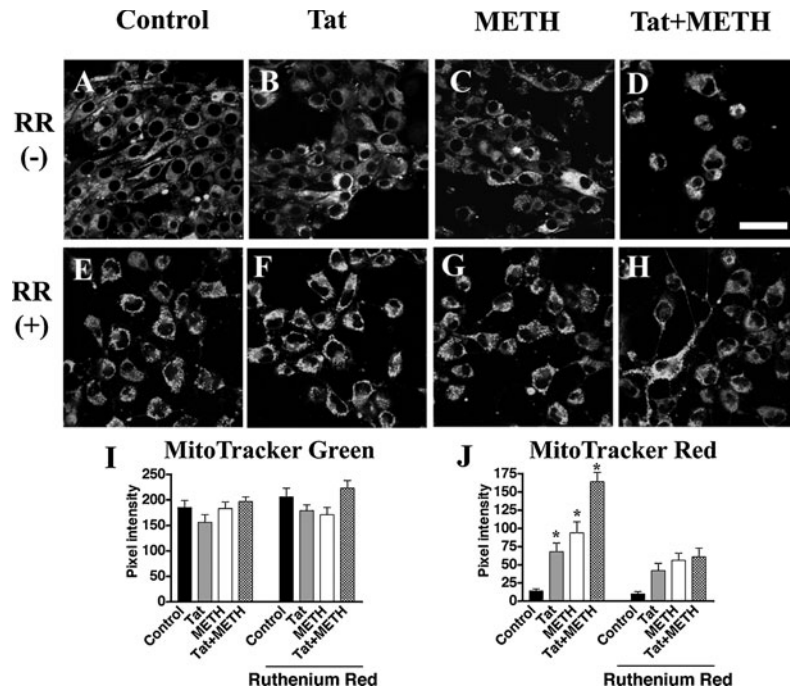 Control Tat METH Tat+METH
RR (-)
A B C D
RR (+)
E F G H
I MitoTracker Green
Pixel intensity
250
200
150
100
50
0
Control Tat METH Tat+METH Control Tat METH Tat+METH
Ruthenium Red
J MitoTracker Red
Pixel intensity
175
150
125
100
75
50
25
0
* * *
Control Tat METH Tat+METH Control Tat METH Tat+METH
Ruthenium Red